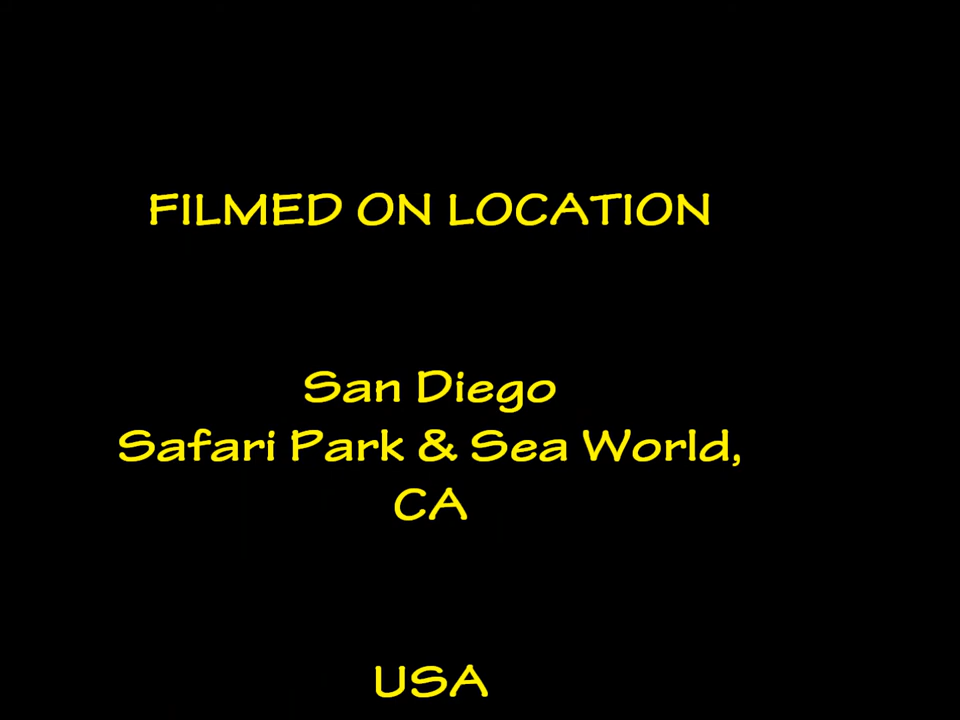 FILMED ON LOCATION
San Diego
Safari Park & Sea World,
CA
USA